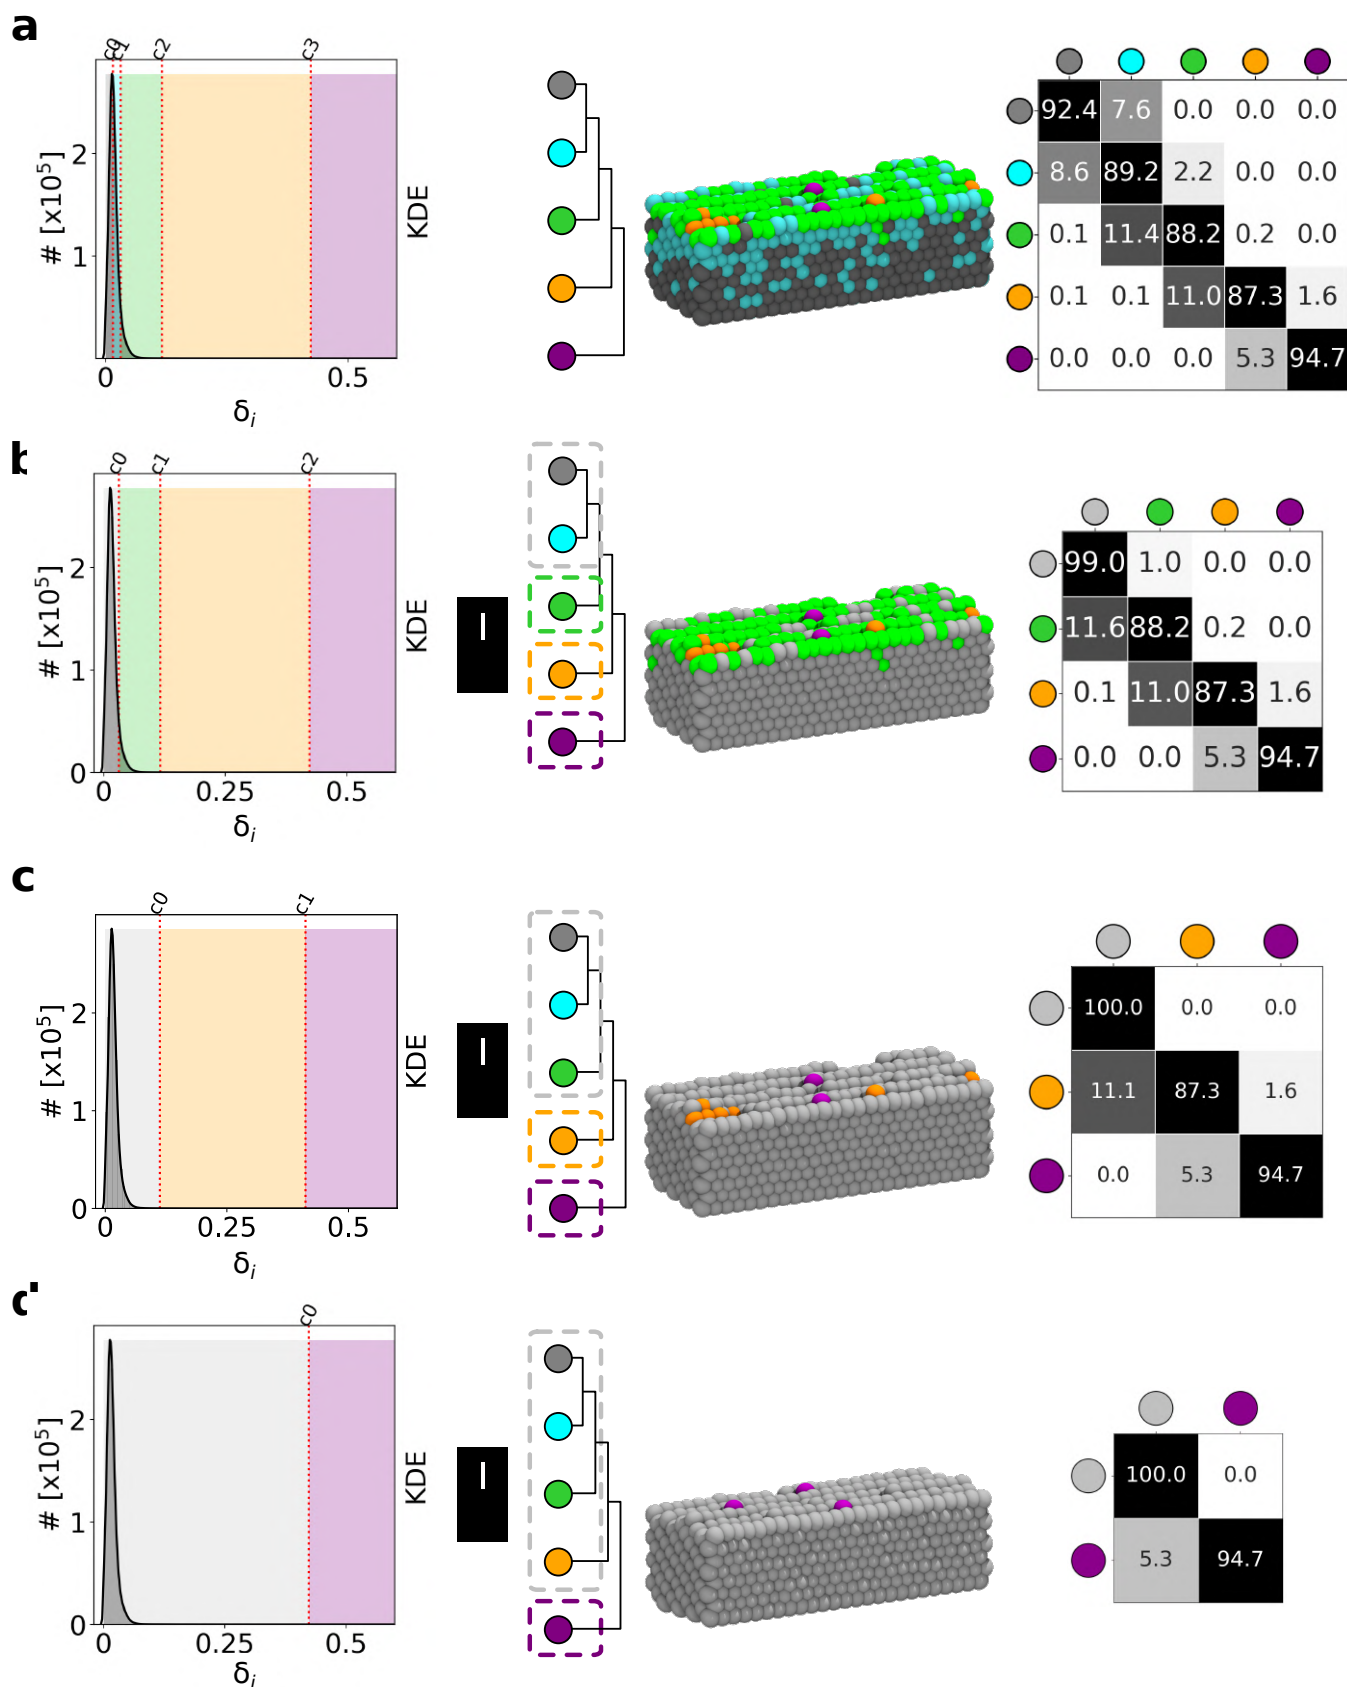 a
c0 c1 c2 c3
# [x10⁵]
2
1
0
0.5
δᵢ
KDE
92.4 7.6 0.0 0.0 0.0
8.6 89.2 2.2 0.0 0.0
0.1 11.4 88.2 0.2 0.0
0.1 0.1 11.0 87.3 1.6
0.0 0.0 0.0 5.3 94.7
b
c0 c1 c2
# [x10⁵]
2
1
0
0 0.25 0.5
δᵢ
KDE
99.0 1.0 0.0 0.0
11.6 88.2 0.2 0.0
0.1 11.0 87.3 1.6
0.0 0.0 5.3 94.7
c
c0 c1
# [x10⁵]
2
1
0
0 0.25 0.5
δᵢ
KDE
100.0 0.0 0.0
11.1 87.3 1.6
0.0 5.3 94.7
d
c0
# [x10⁵]
2
1
0
0 0.25 0.5
δᵢ
KDE
100.0 0.0
5.3 94.7